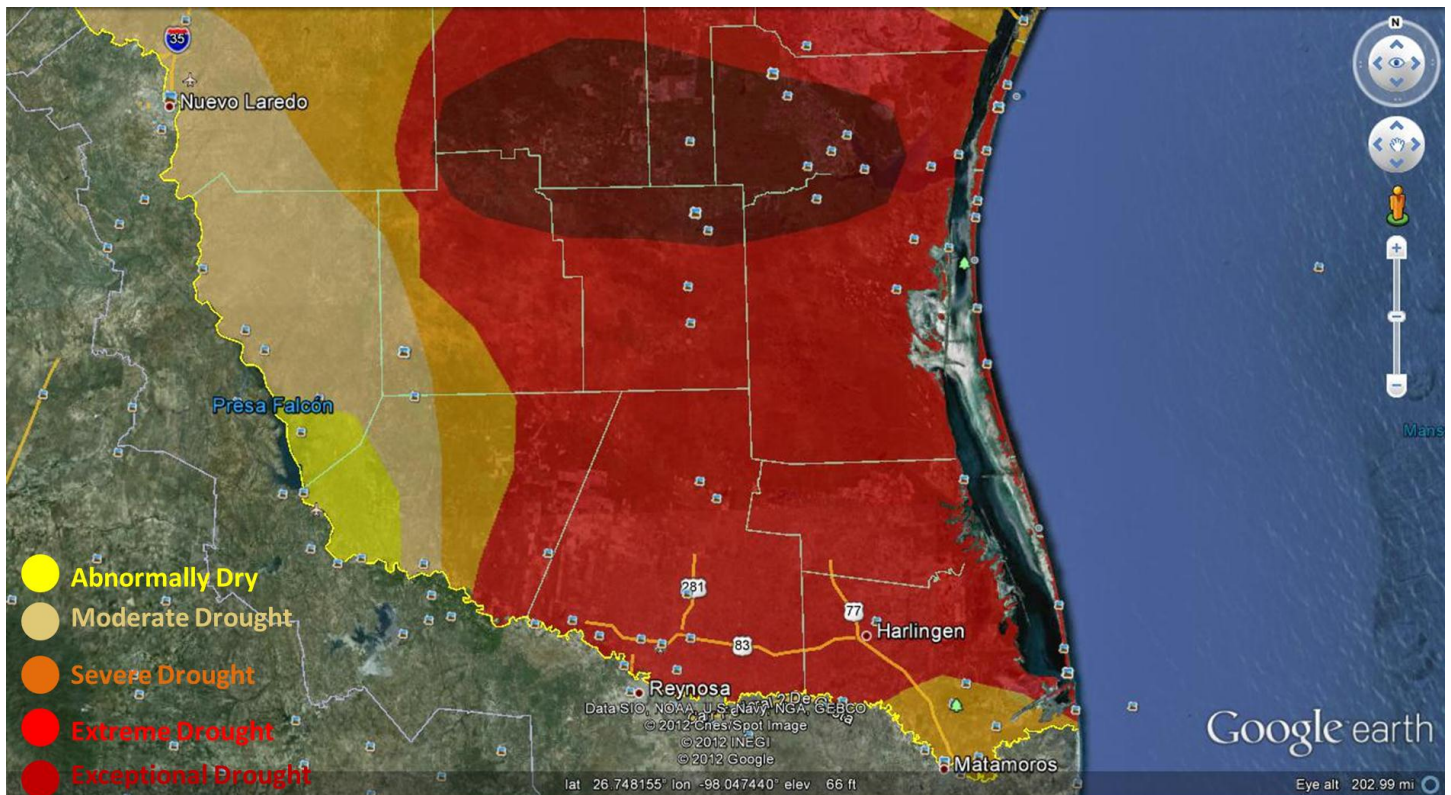 N
35
Nuevo Laredo
Presa Falcón
Mans
Abnormally Dry
Moderate Drought
Severe Drought
Extreme Drought
Exceptional Drought
281
77
83
Harlingen
Reynosa
Data SIO, NOAA, U.S. Navy, NGA, GEBCO
© 2012 Cnes/Spot Image
© 2012 INEGI
© 2012 Google
Matamoros
Google earth
lat 26.748155° lon -98.047440° elev 66 ft
Eye alt 202.99 mi